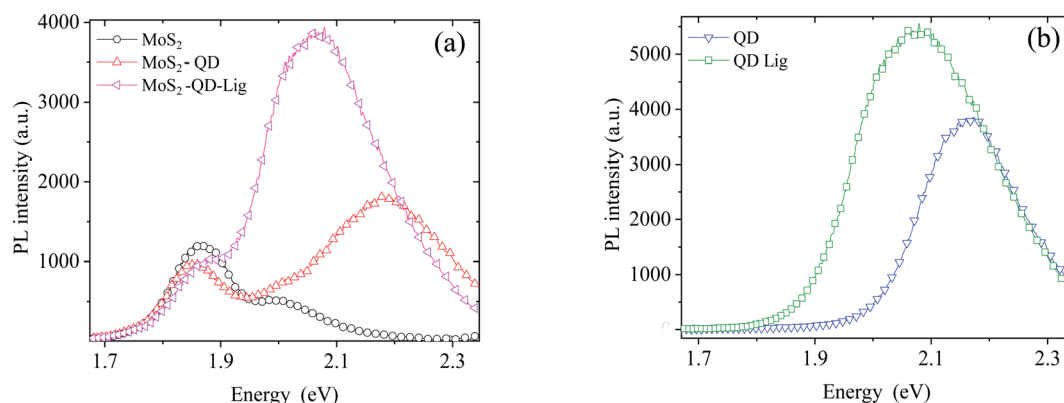 (a)
MoS2
MoS2 - QD
MoS2 -QD-Lig
PL intensity (a.u.)
4000
3000
2000
1000
1.7
1.9
2.1
2.3
Energy (eV)
(b)
QD
QD Lig
PL intensity (a.u.)
5000
4000
3000
2000
1000
1.7
1.9
2.1
2.3
Energy (eV)